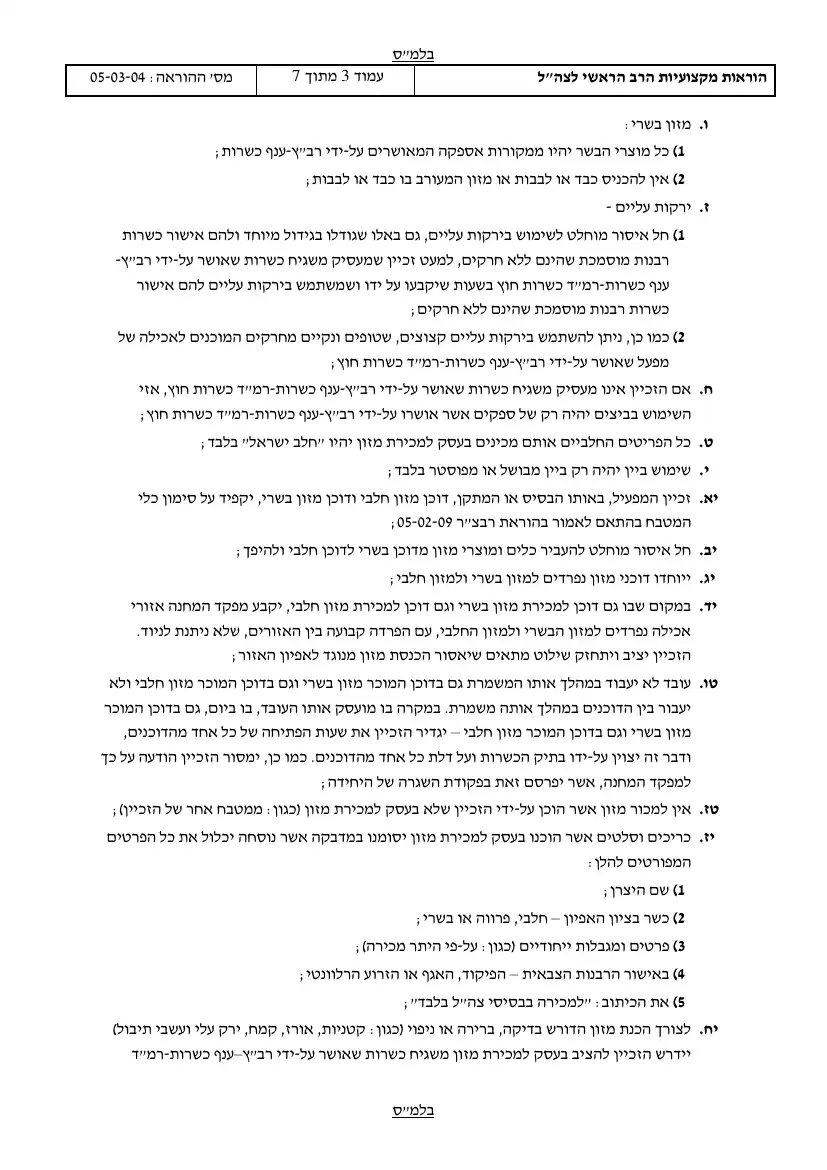 בלמ״ס
הוראות מקצועיות הרב הראשי לצה״ל עמוד 3 מתוך 7 מס׳ ההוראה: 05-03-04
ו. מזון בשרי:
1) כל מוצרי הבשר יהיו ממקורות אספקה המאושרים על-ידי רב״ץ-ענף כשרות;
2) אין להכניס כבד או לבבות או מזון המעורב בו כבד או לבבות;
ז. ירקות עליים -
1) חל איסור מוחלט לשימוש בירקות עליים, גם באלו שגודלו בגידול מיוחד ולהם אישור כשרות
רבנות מוסמכת שהינם ללא חרקים, למעט זכיין שמעסיק משגיח כשרות שאושר על-ידי רב״ץ-
ענף כשרות-רמ״ד כשרות חוץ בשעות שיקבעו על ידו ושמשתמש בירקות עליים להם אישור
כשרות רבנות מוסמכת שהינם ללא חרקים;
2) כמו כן, ניתן להשתמש בירקות עליים קצוצים, שטופים ונקיים מחרקים המוכנים לאכילה של
מפעל שאושר על-ידי רב״ץ-ענף כשרות-רמ״ד כשרות חוץ;
ח. אם הזכיין אינו מעסיק משגיח כשרות שאושר על-ידי רב״ץ-ענף כשרות-רמ״ד כשרות חוץ, אזי
השימוש בביצים יהיה רק של ספקים אשר אושרו על-ידי רב״ץ-ענף כשרות-רמ״ד כשרות חוץ;
ט. כל הפריטים החלביים אותם מכינים בעסק למכירת מזון יהיו ״חלב ישראל״ בלבד;
י. שימוש ביין יהיה רק ביין מבושל או מפוסטר בלבד;
יא. זכיין המפעיל, באותו הבסיס או המתקן, דוכן מזון חלבי ודוכן מזון בשרי, יקפיד על סימון כלי
המטבח בהתאם לאמור בהוראת רבצ״ר 05-02-09;
יב. חל איסור מוחלט להעביר כלים ומוצרי מזון מדוכן בשרי לדוכן חלבי ולהיפך;
יג. ייוחדו דוכני מזון נפרדים למזון בשרי ולמזון חלבי;
יד. במקום שבו גם דוכן למכירת מזון בשרי וגם דוכן למכירת מזון חלבי, יקבע מפקד המחנה אזורי
אכילה נפרדים למזון הבשרי ולמזון החלבי, עם הפרדה קבועה בין האזורים, שלא ניתנת לניוד.
הזכיין יציב ויתחזק שילוט מתאים שיאסור הכנסת מזון מנוגד לאפיון האזור;
טו. עובד לא יעבוד במהלך אותו המשמרת גם בדוכן המוכר מזון בשרי וגם בדוכן המוכר מזון חלבי ולא
יעבור בין הדוכנים במהלך אותה משמרת. במקרה בו מועסק אותו העובד, בו ביום, גם בדוכן המוכר
מזון בשרי וגם בדוכן המוכר מזון חלבי – יגדיר הזכיין את שעות הפתיחה של כל אחד מהדוכנים,
ודבר זה יצוין על-ידו בתיק הכשרות ועל דלת כל אחד מהדוכנים. כמו כן, ימסור הזכיין הודעה על כך
למפקד המחנה, אשר יפרסם זאת בפקודת השגרה של היחידה;
טז. אין למכור מזון אשר הוכן על-ידי הזכיין שלא בעסק למכירת מזון (כגון: ממטבח אחר של הזכיין);
יז. כריכים וסלטים אשר הוכנו בעסק למכירת מזון יסומנו במדבקה אשר נוסחה יכלול את כל הפרטים
המפורטים להלן:
1) שם היצרן;
2) כשר בציון האפיון – חלבי, פרווה או בשרי;
3) פרטים ומגבלות ייחודיים (כגון: על-פי היתר מכירה);
4) באישור הרבנות הצבאית – הפיקוד, האגף או הזרוע הרלוונטי;
5) את הכיתוב: ״למכירה בבסיסי צה״ל בלבד״;
יח. לצורך הכנת מזון הדורש בדיקה, ברירה או ניפוי (כגון: קטניות, אורז, קמח, ירק עלי ועשבי תיבול)
יידרש הזכיין להציב בעסק למכירת מזון משגיח כשרות שאושר על-ידי רב״ץ–ענף כשרות-רמ״ד
בלמ״ס